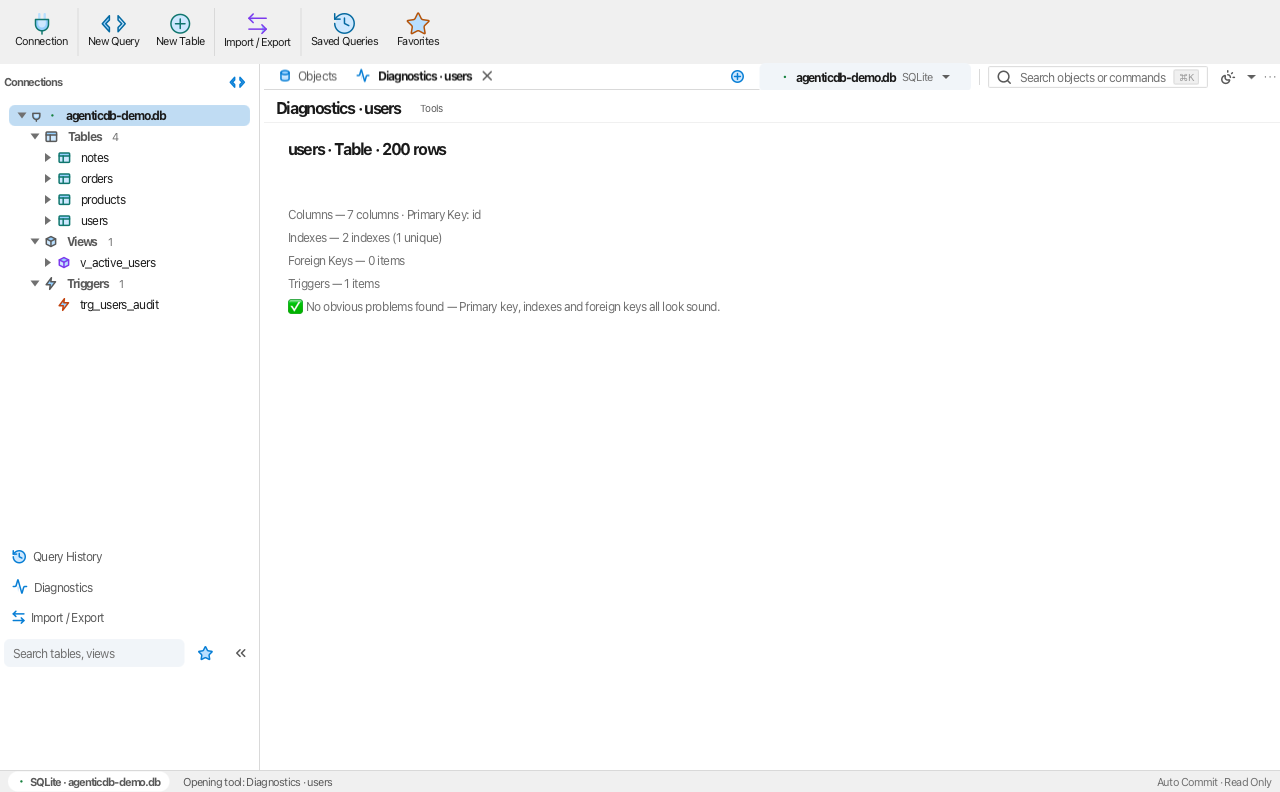 Connection
New Query
New Table
Import / Export
Saved Queries
Favorites
Connections
agenticdb-demo.db
Tables 4
notes
orders
products
users
Views 1
v_active_users
Triggers 1
trg_users_audit
Query History
Diagnostics
Import / Export
Search tables, views
Objects
Diagnostics · users
agenticdb-demo.db SQLite
Search objects or commands ⌘K
Diagnostics · users Tools
users · Table · 200 rows
Columns — 7 columns · Primary Key: id
Indexes — 2 indexes (1 unique)
Foreign Keys — 0 items
Triggers — 1 items
✅ No obvious problems found — Primary key, indexes and foreign keys all look sound.
SQLite · agenticdb-demo.db
Opening tool: Diagnostics · users
Auto Commit · Read Only